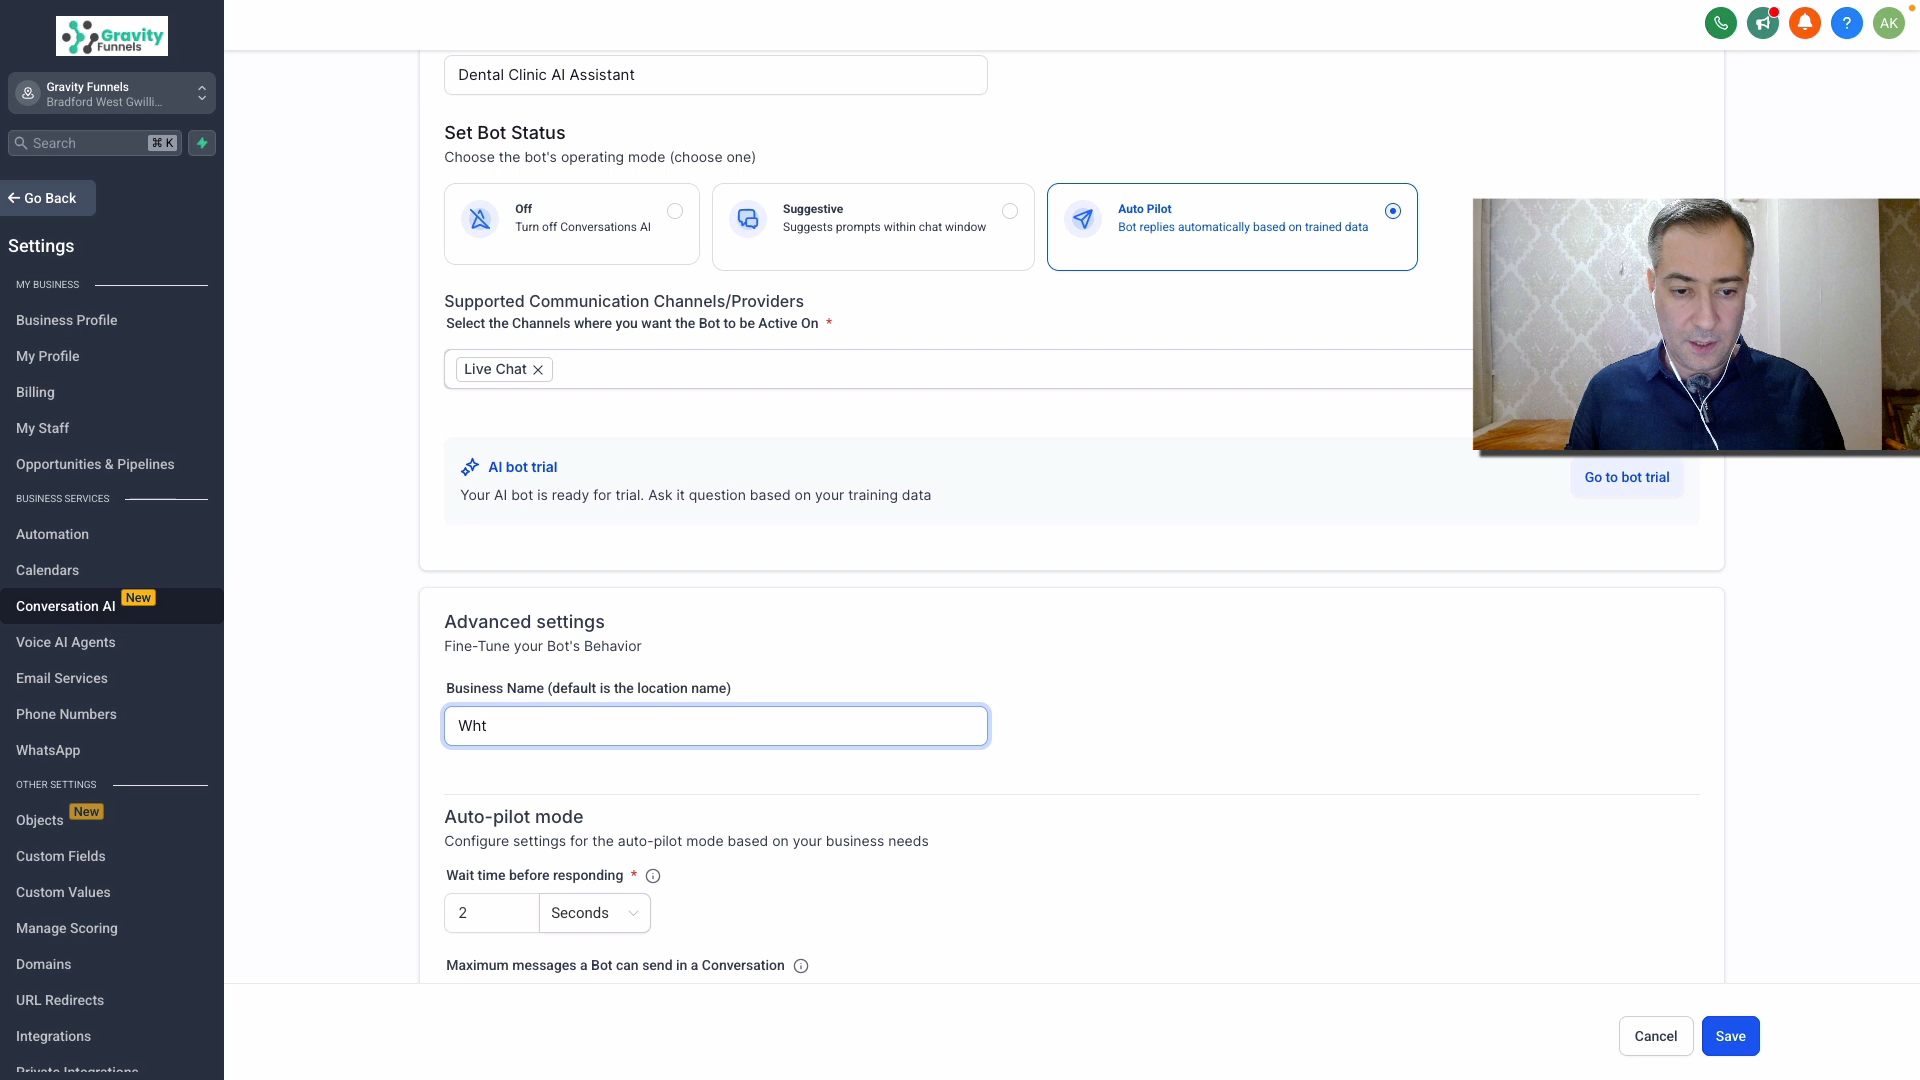 Gravity
Funnels
Gravity Funnels
Bradford West Gwilli...
Search
⌘ K
← Go Back
Settings
MY BUSINESS
Business Profile
My Profile
Billing
My Staff
Opportunities & Pipelines
BUSINESS SERVICES
Automation
Calendars
Conversation AI
New
Voice AI Agents
Email Services
Phone Numbers
WhatsApp
OTHER SETTINGS
Objects
New
Custom Fields
Custom Values
Manage Scoring
Domains
URL Redirects
Integrations
Private Integrations
?
AK
Dental Clinic AI Assistant
Set Bot Status
Choose the bot's operating mode (choose one)
Off
Turn off Conversations AI
Suggestive
Suggests prompts within chat window
Auto Pilot
Bot replies automatically based on trained data
Supported Communication Channels/Providers
Select the Channels where you want the Bot to be Active On *
Live Chat
AI bot trial
Your AI bot is ready for trial. Ask it question based on your training data
Go to bot trial
Advanced settings
Fine-Tune your Bot's Behavior
Business Name (default is the location name)
Wht
Auto-pilot mode
Configure settings for the auto-pilot mode based on your business needs
Wait time before responding *
2
Seconds
Maximum messages a Bot can send in a Conversation
Cancel
Save